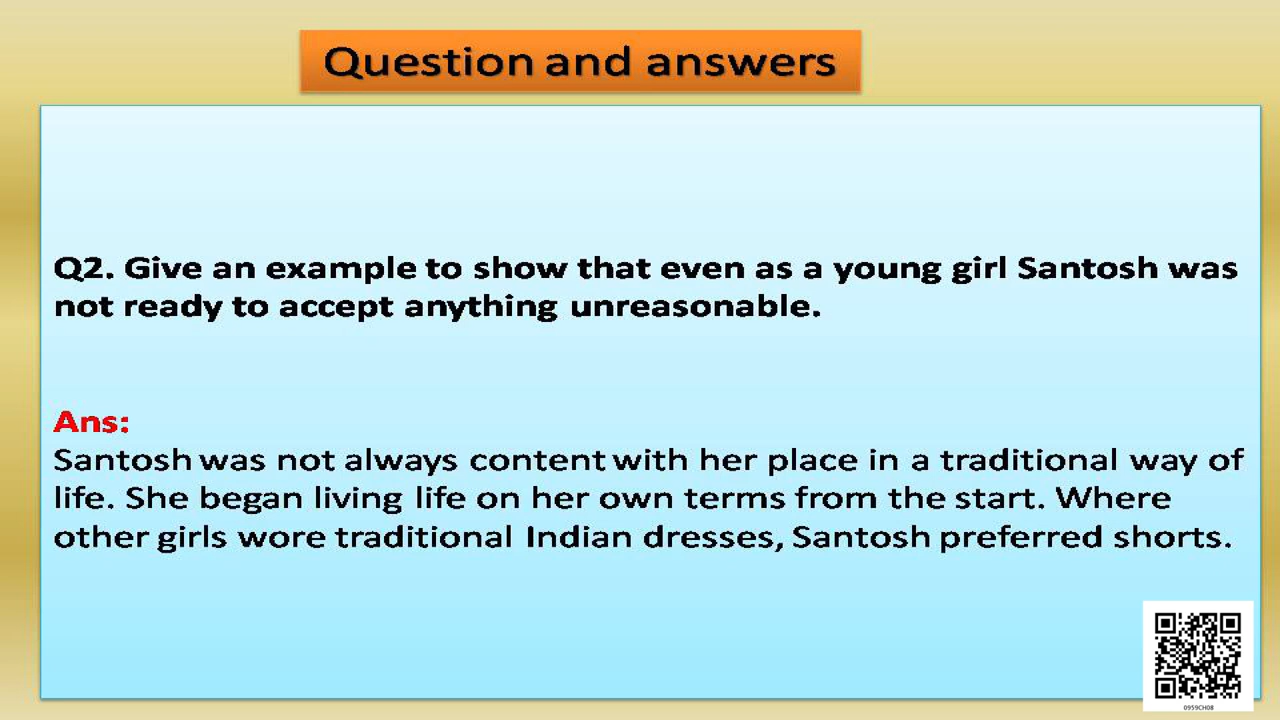 Question and answers
Q2. Give an example to show that even as a young girl Santosh was
not ready to accept anything unreasonable.
Ans:
Santosh was not always content with her place in a traditional way of
life. She began living life on her own terms from the start. Where
other girls wore traditional Indian dresses, Santosh preferred shorts.
0959CH08